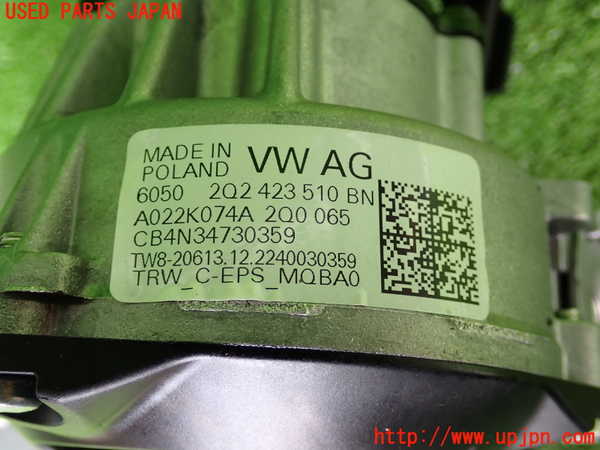 USED PARTS JAPAN
MADE IN POLAND VW AG
6050 2Q2 423 510 BN
A022K074A 2Q0 065
CB4N34730359
TW8-20613.12.2240030359
TRW_C-EPS_MQBA0
http://www.upjpn.com/